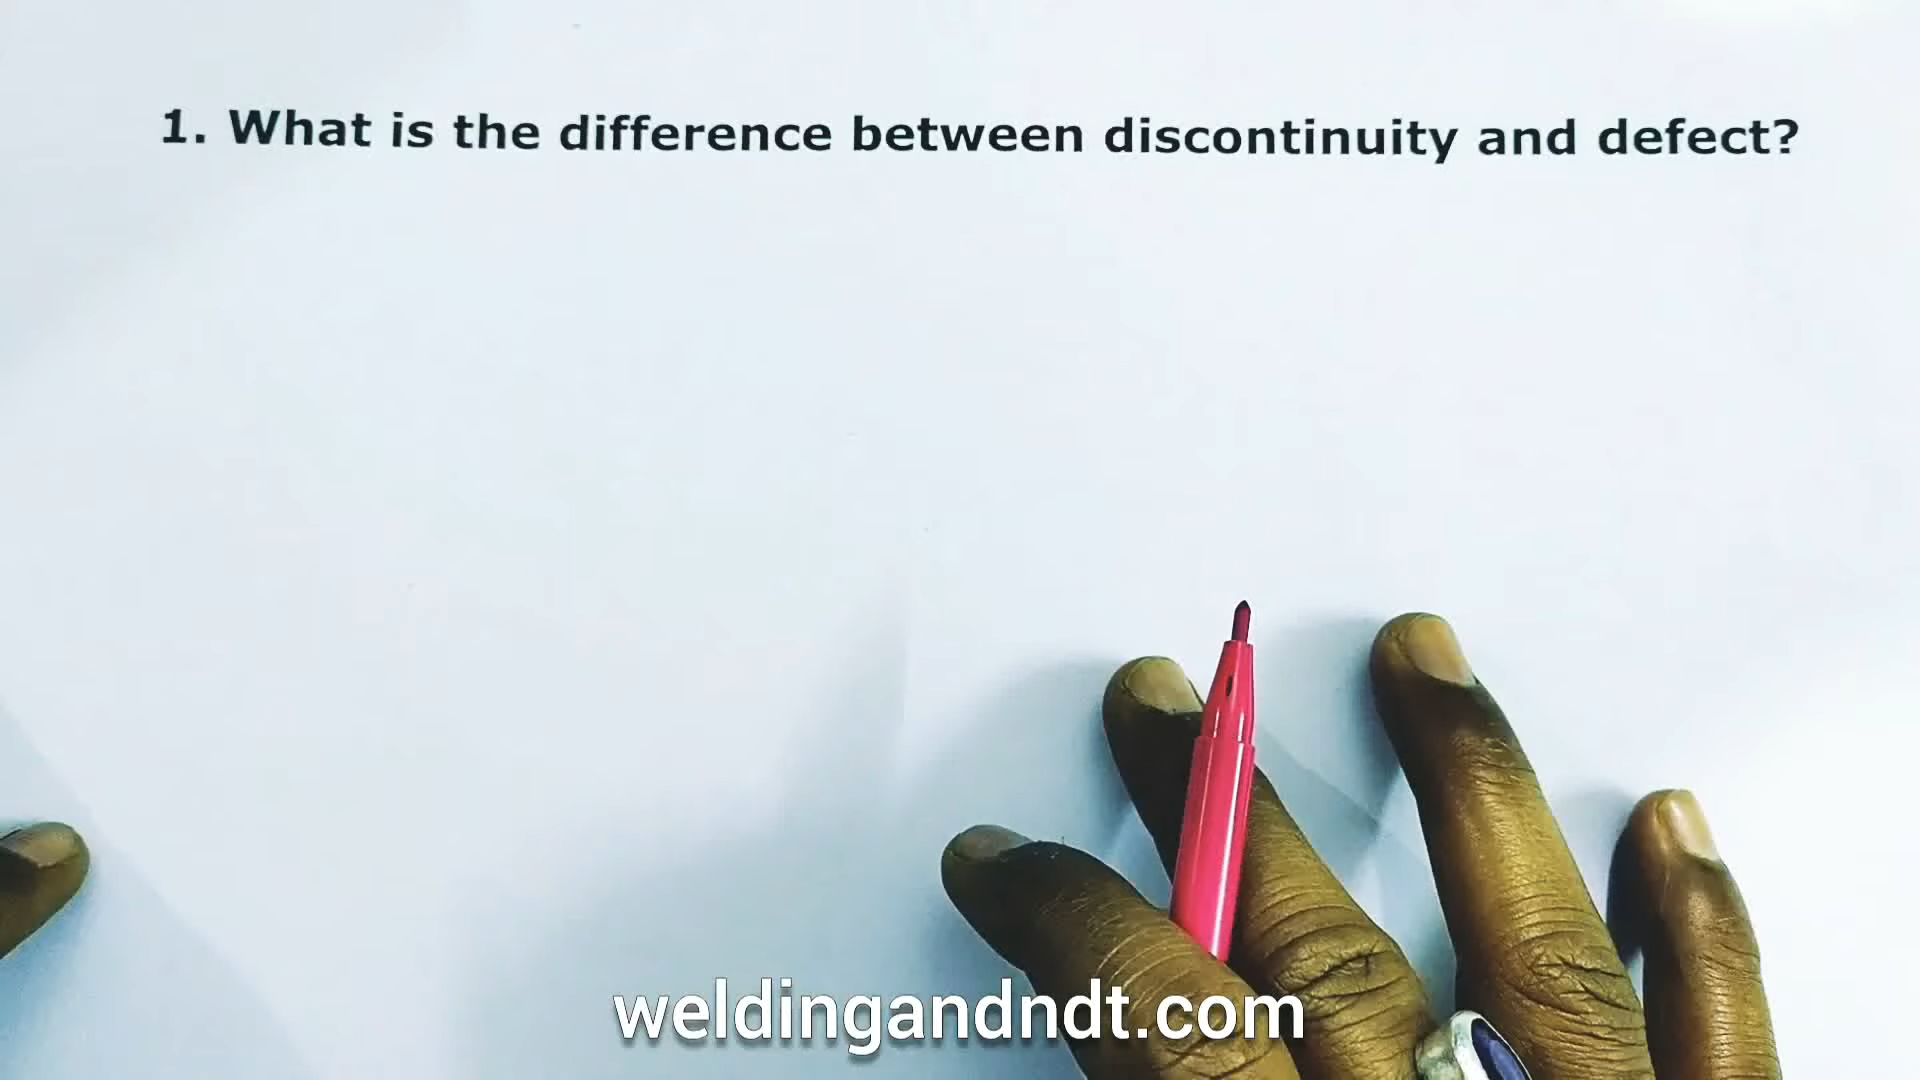 1. What is the difference between discontinuity and defect?
weldingandndt.com